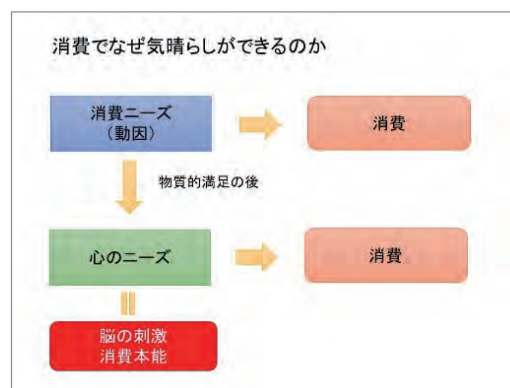 消費でなぜ気晴らしができるのか
消費ニーズ
（動因）
消費
物質的満足の後
心のニーズ
消費
脳の刺激
消費本能